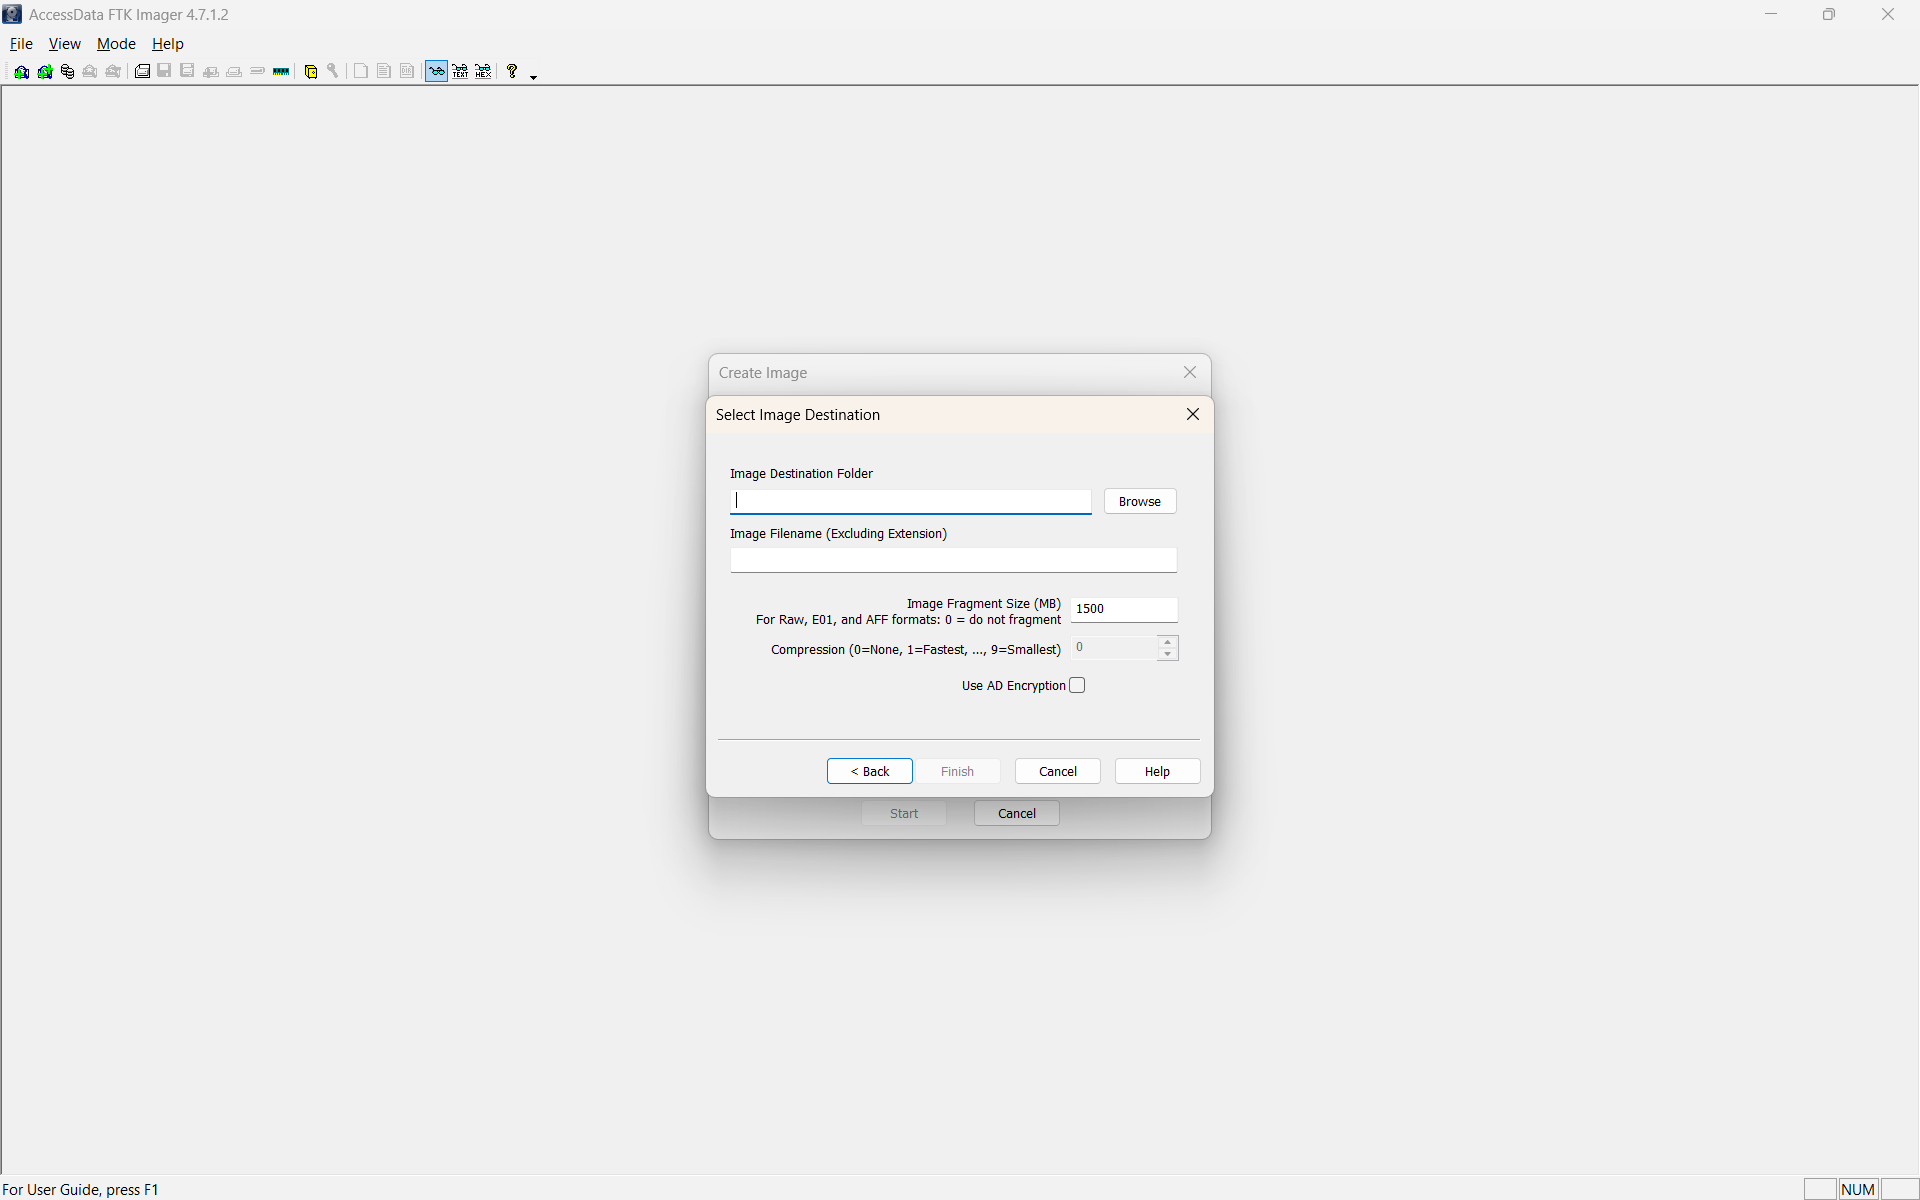 AccessData FTK Imager 4.7.1.2
File View Mode Help
TEXT HEX
Create Image
Select Image Destination
Image Destination Folder
Browse
Image Filename (Excluding Extension)
Image Fragment Size (MB)
For Raw, E01, and AFF formats: 0 = do not fragment
1500
Compression (0=None, 1=Fastest, ..., 9=Smallest)
0
Use AD Encryption
< Back Finish Cancel Help
Start Cancel
For User Guide, press F1
NUM